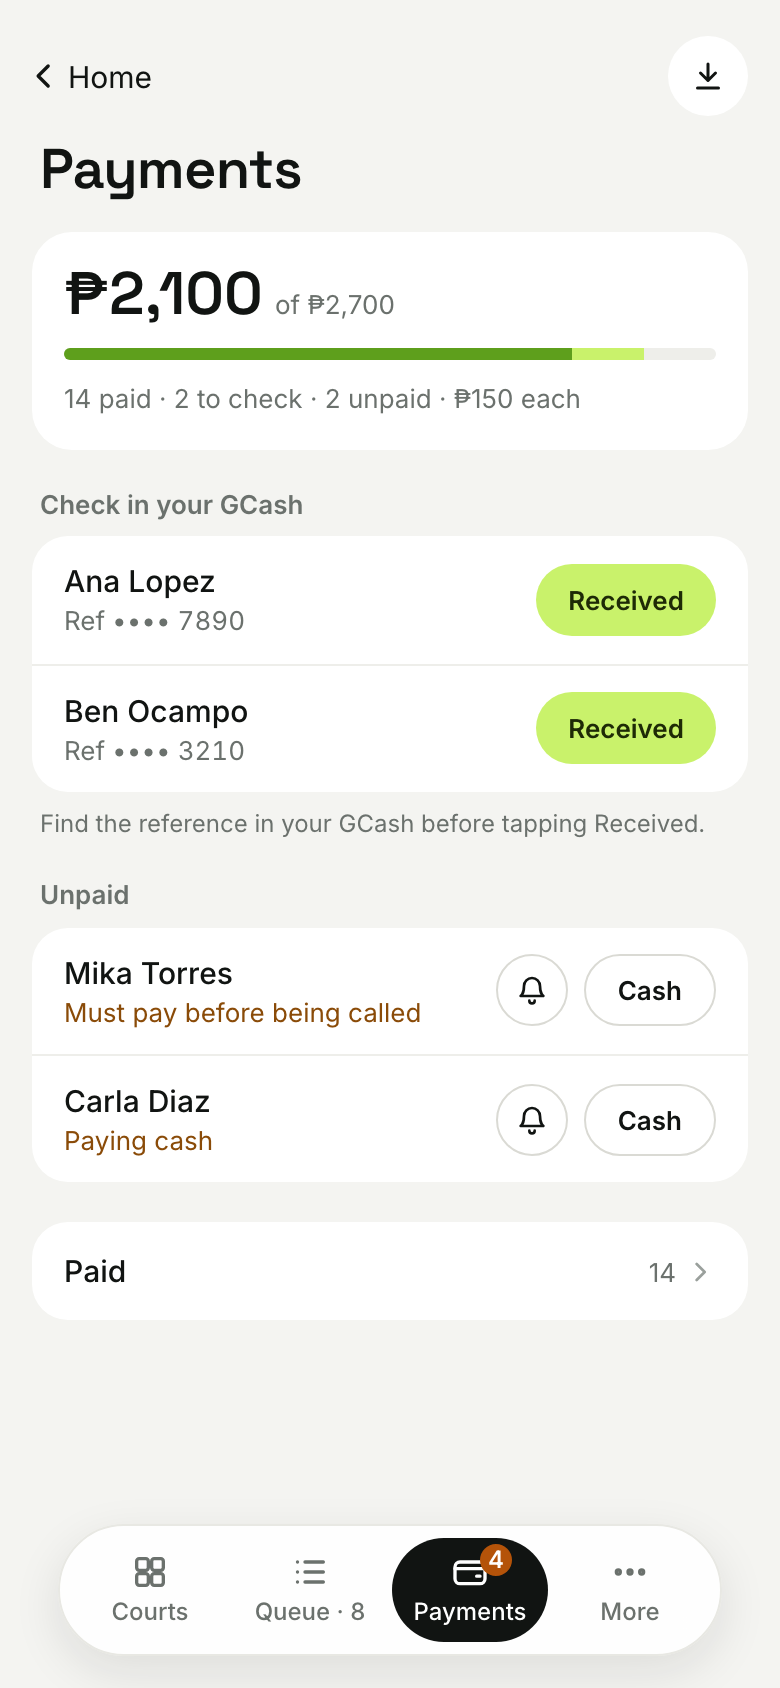 Home
Payments
₱2,100 of ₱2,700
14 paid · 2 to check · 2 unpaid · ₱150 each
Check in your GCash
Ana Lopez
Ref •••• 7890
Received
Ben Ocampo
Ref •••• 3210
Received
Find the reference in your GCash before tapping Received.
Unpaid
Mika Torres
Must pay before being called
Cash
Carla Diaz
Paying cash
Cash
Paid 14
4
Courts
Queue · 8
Payments
More